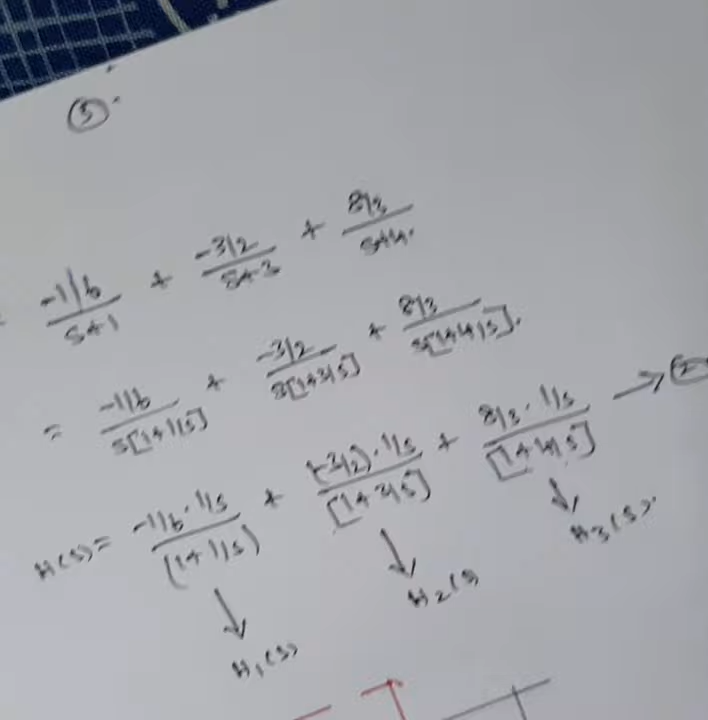 ③
-1/6 / s+1 + -3/2 / s+3 + 8/3 / s+4.
= -1/6 / s[1+1/s] + -3/2 / s[1+3/s] + 8/3 / s[1+4/s].
H(s)= -1/6·1/s / (1+1/s) + (-3/2)·1/s / [1+3/s] + 8/3·1/s / [1+4/s] → ②
↓ H1(s) ↓ H2(s) ↓ H3(s).